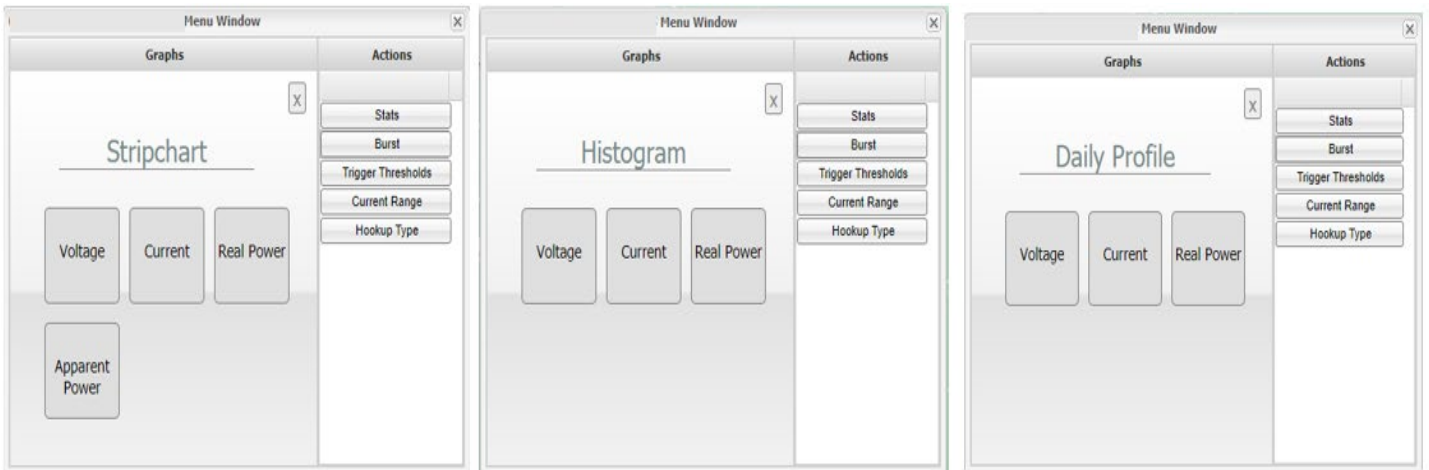 Menu Window
X
Graphs
Actions
X
Stripchart
Stats
Burst
Trigger Thresholds
Current Range
Hookup Type
Voltage
Current
Real Power
Apparent
Power
Menu Window
X
Graphs
Actions
X
Histogram
Stats
Burst
Trigger Thresholds
Current Range
Hookup Type
Voltage
Current
Real Power
Menu Window
X
Graphs
Actions
X
Daily Profile
Stats
Burst
Trigger Thresholds
Current Range
Hookup Type
Voltage
Current
Real Power